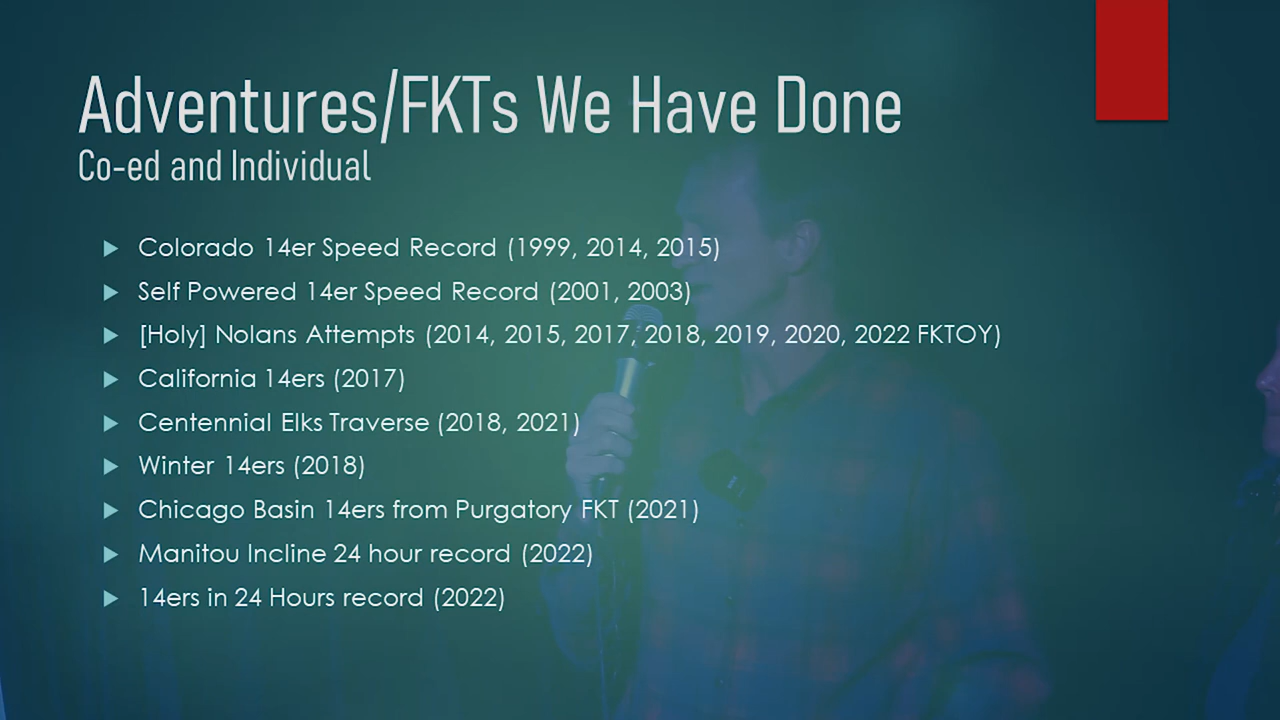 Adventures/FKTs We Have Done
Co-ed and Individual
Colorado 14er Speed Record (1999, 2014, 2015)
Self Powered 14er Speed Record (2001, 2003)
[Holy] Nolans Attempts (2014, 2015, 2017, 2018, 2019, 2020, 2022 FKTOY)
California 14ers (2017)
Centennial Elks Traverse (2018, 2021)
Winter 14ers (2018)
Chicago Basin 14ers from Purgatory FKT (2021)
Manitou Incline 24 hour record (2022)
14ers in 24 Hours record (2022)